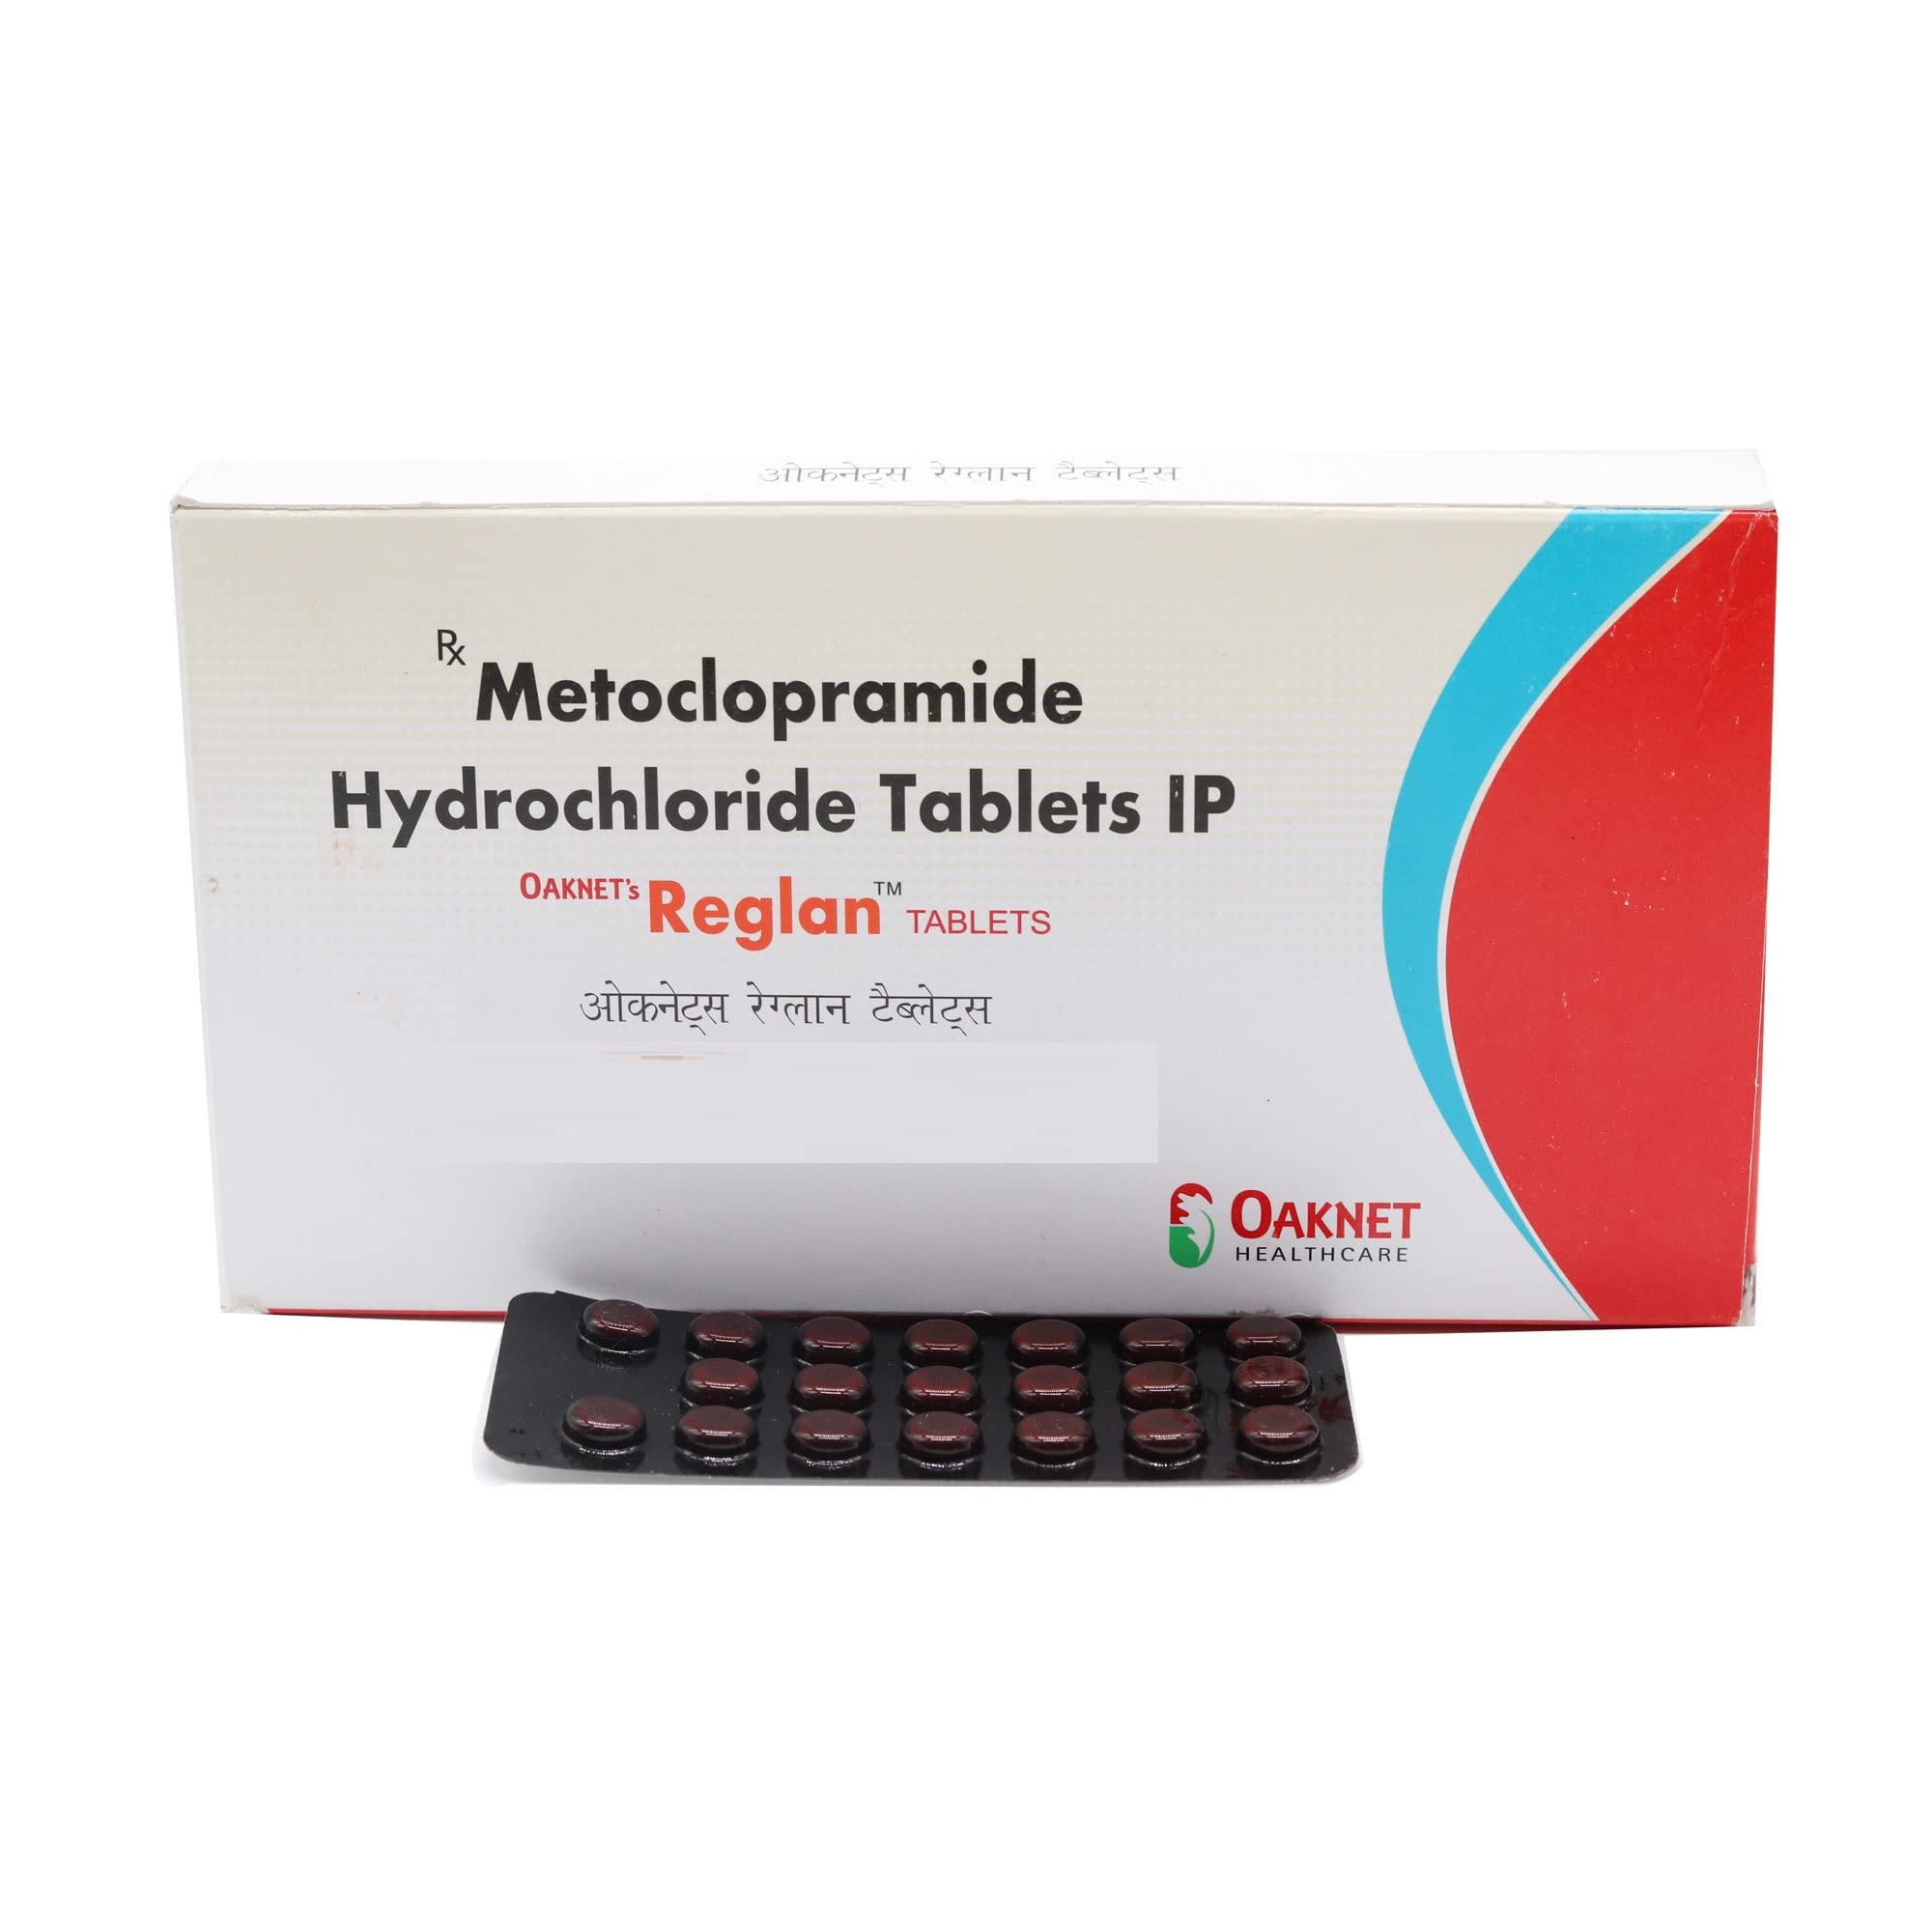 ओकनेट्स रेग्लान टैब्लेट्स
Rx Metoclopramide
Hydrochloride Tablets IP
OAKNET's Reglan™ TABLETS
ओकनेट्स रेग्लान टैब्लेट्स
OAKNET
HEALTHCARE